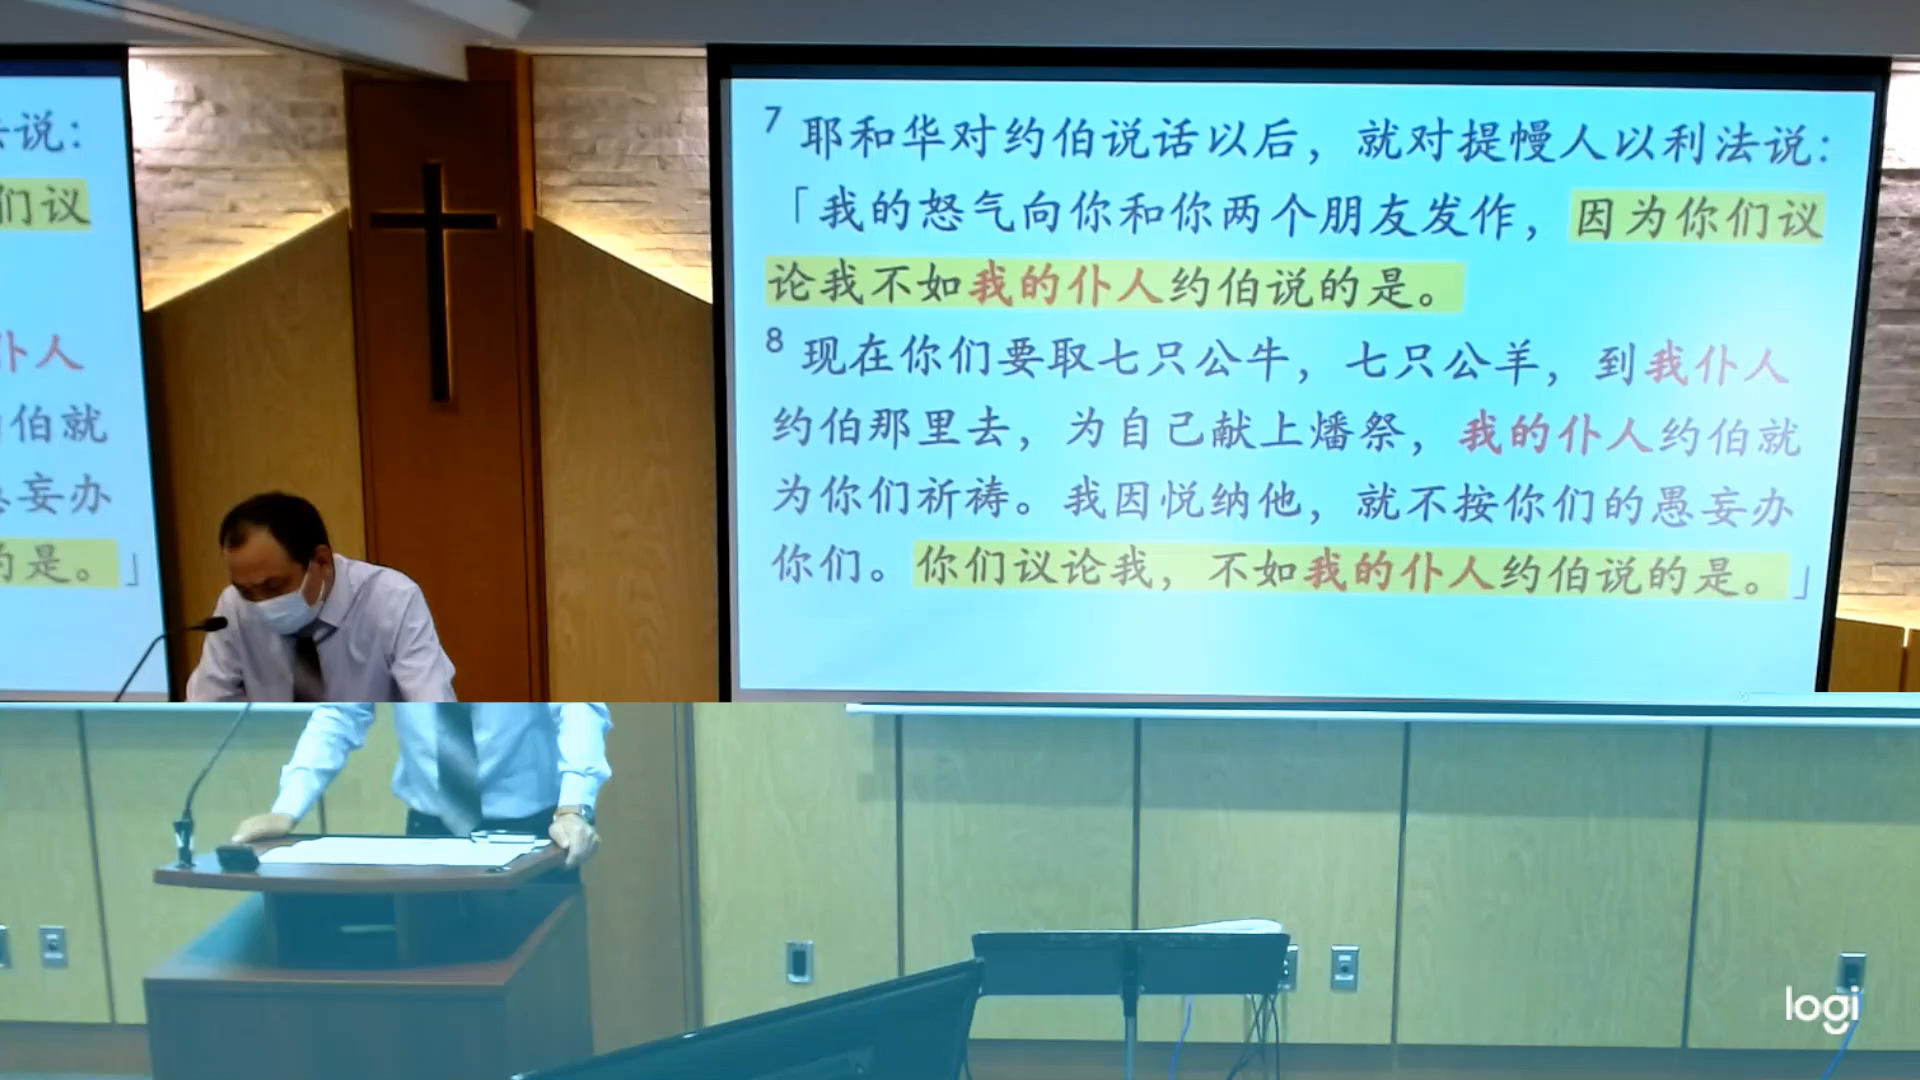 法说：
们议
仆人
伯就
愚妄办
的是。」
7 耶和华对约伯说话以后，就对提幔人以利法说：
「我的怒气向你和你两个朋友发作，因为你们议
论我不如我的仆人约伯说的是。
8 现在你们要取七只公牛，七只公羊，到我仆人
约伯那里去，为自己献上燔祭，我的仆人约伯就
为你们祈祷。我因悦纳他，就不按你们的愚妄办
你们。你们议论我，不如我的仆人约伯说的是。」
logi